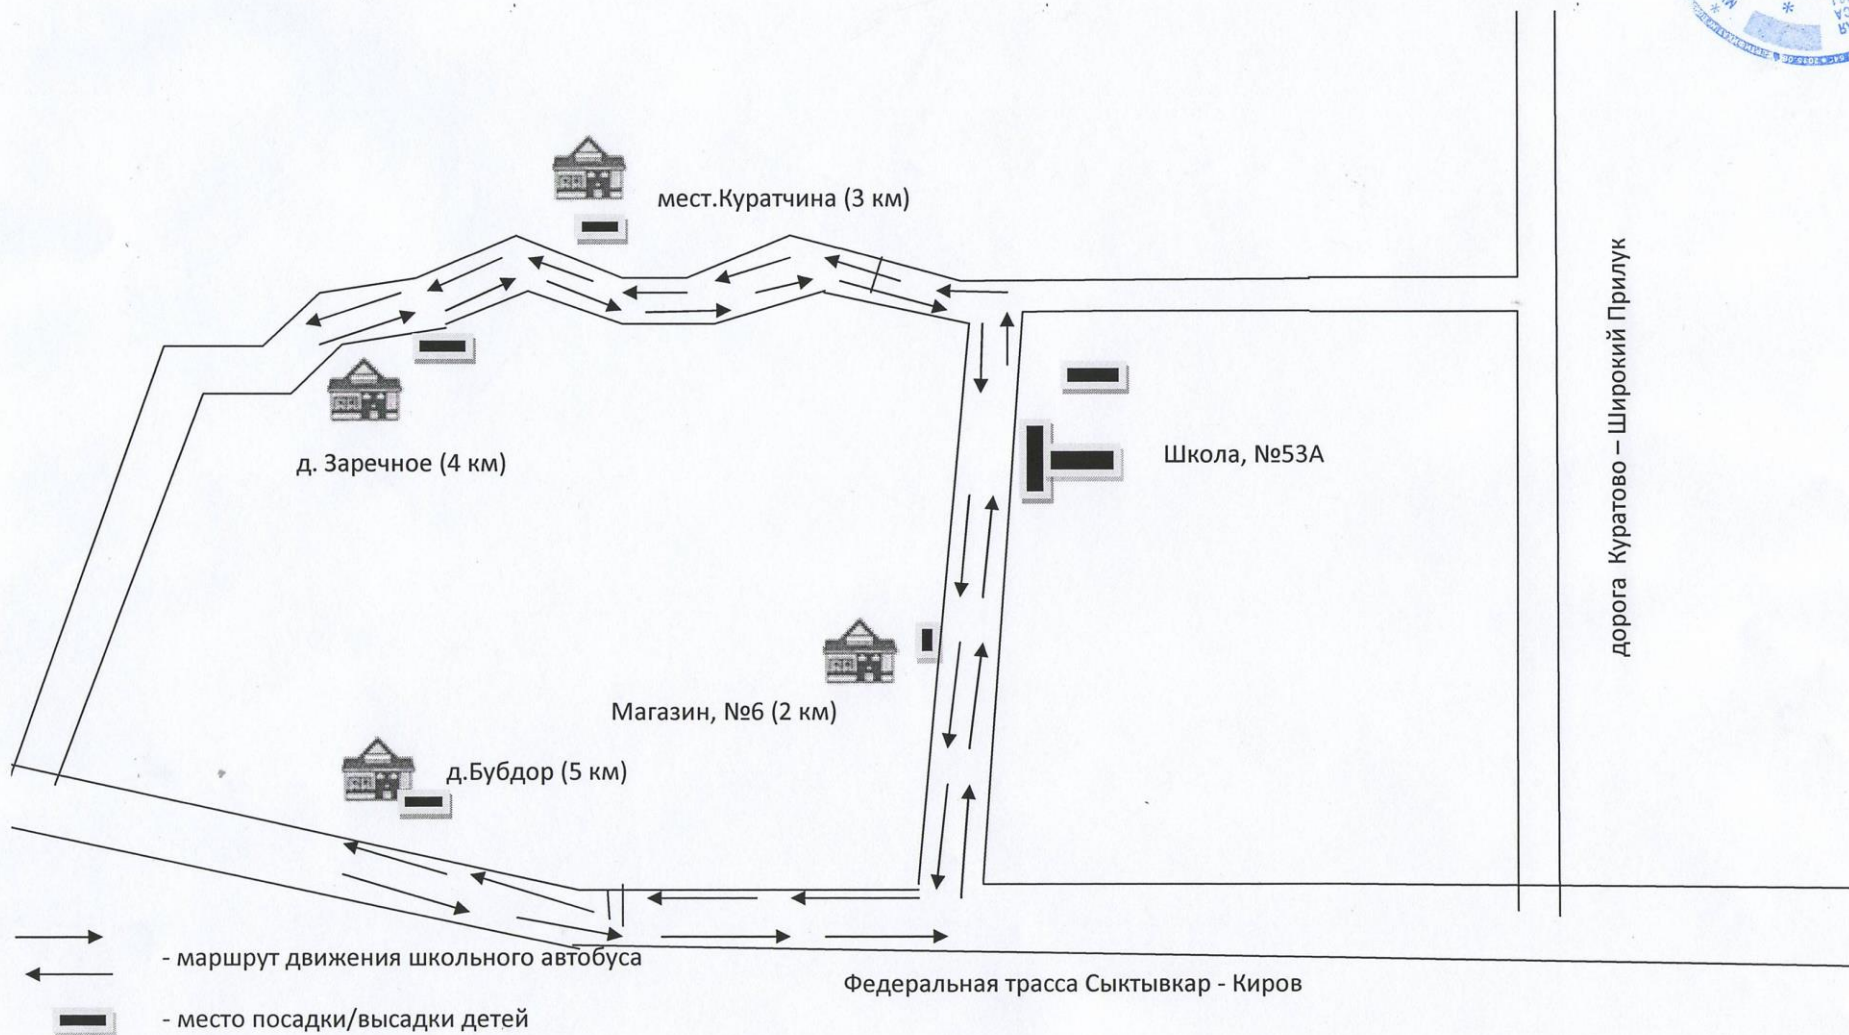 мест.Куратчина (3 км)
дорога Куратово – Широкий Прилук
Школа, №53А
д. Заречное (4 км)
Магазин, №6 (2 км)
д.Бубдор (5 км)
- маршрут движения школьного автобуса
Федеральная трасса Сыктывкар - Киров
- место посадки/высадки детей